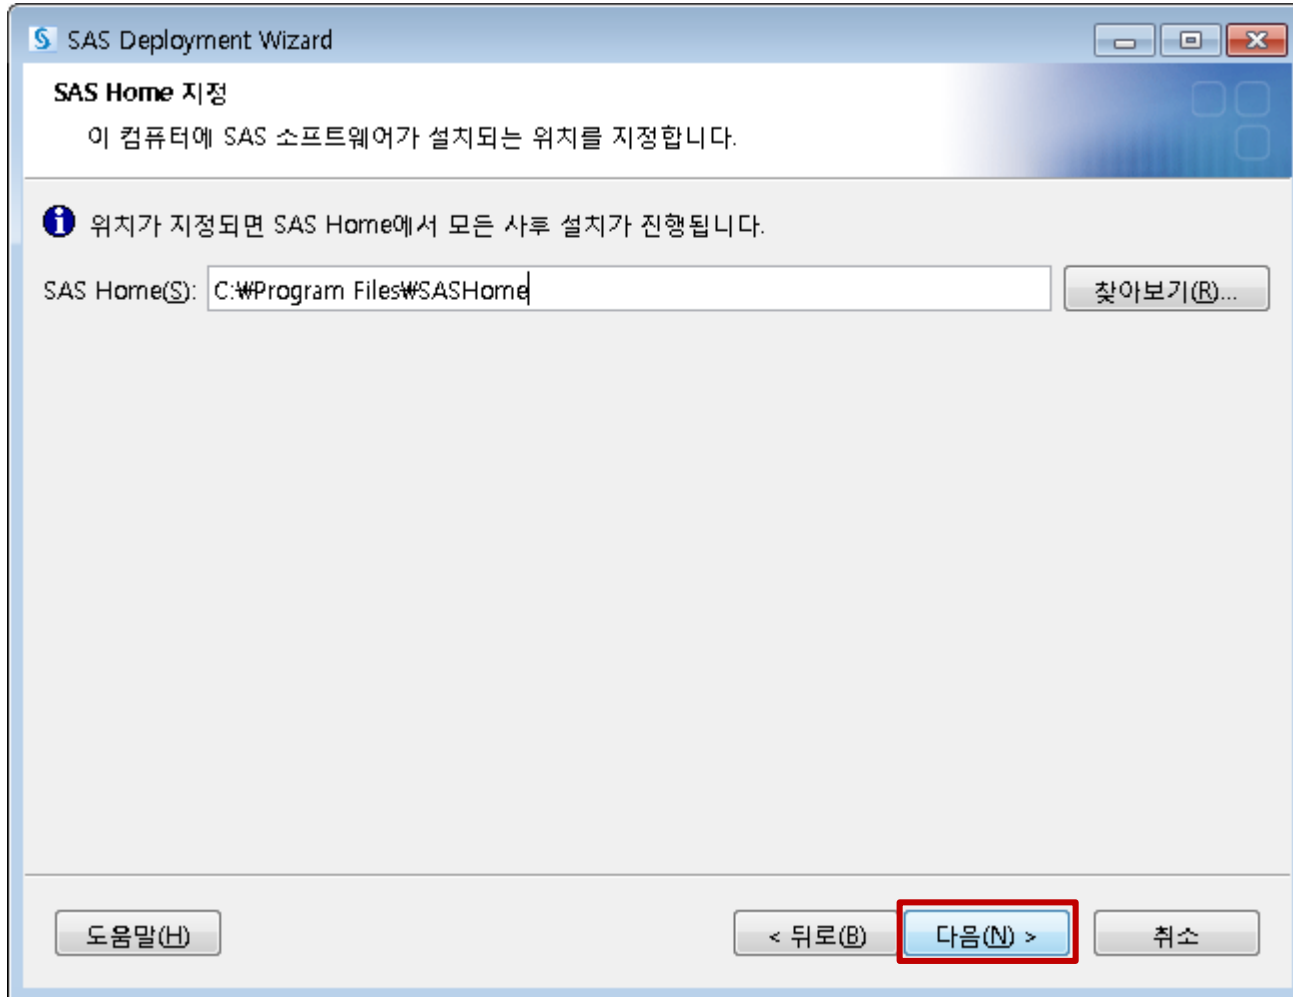 SAS Deployment Wizard
SAS Home 지정
이 컴퓨터에 SAS 소프트웨어가 설치되는 위치를 지정합니다.
위치가 지정되면 SAS Home에서 모든 사후 설치가 진행됩니다.
SAS Home(S): C:₩Program Files₩SASHome 찾아보기(R)...
도움말(H) < 뒤로(B) 다음(N) > 취소